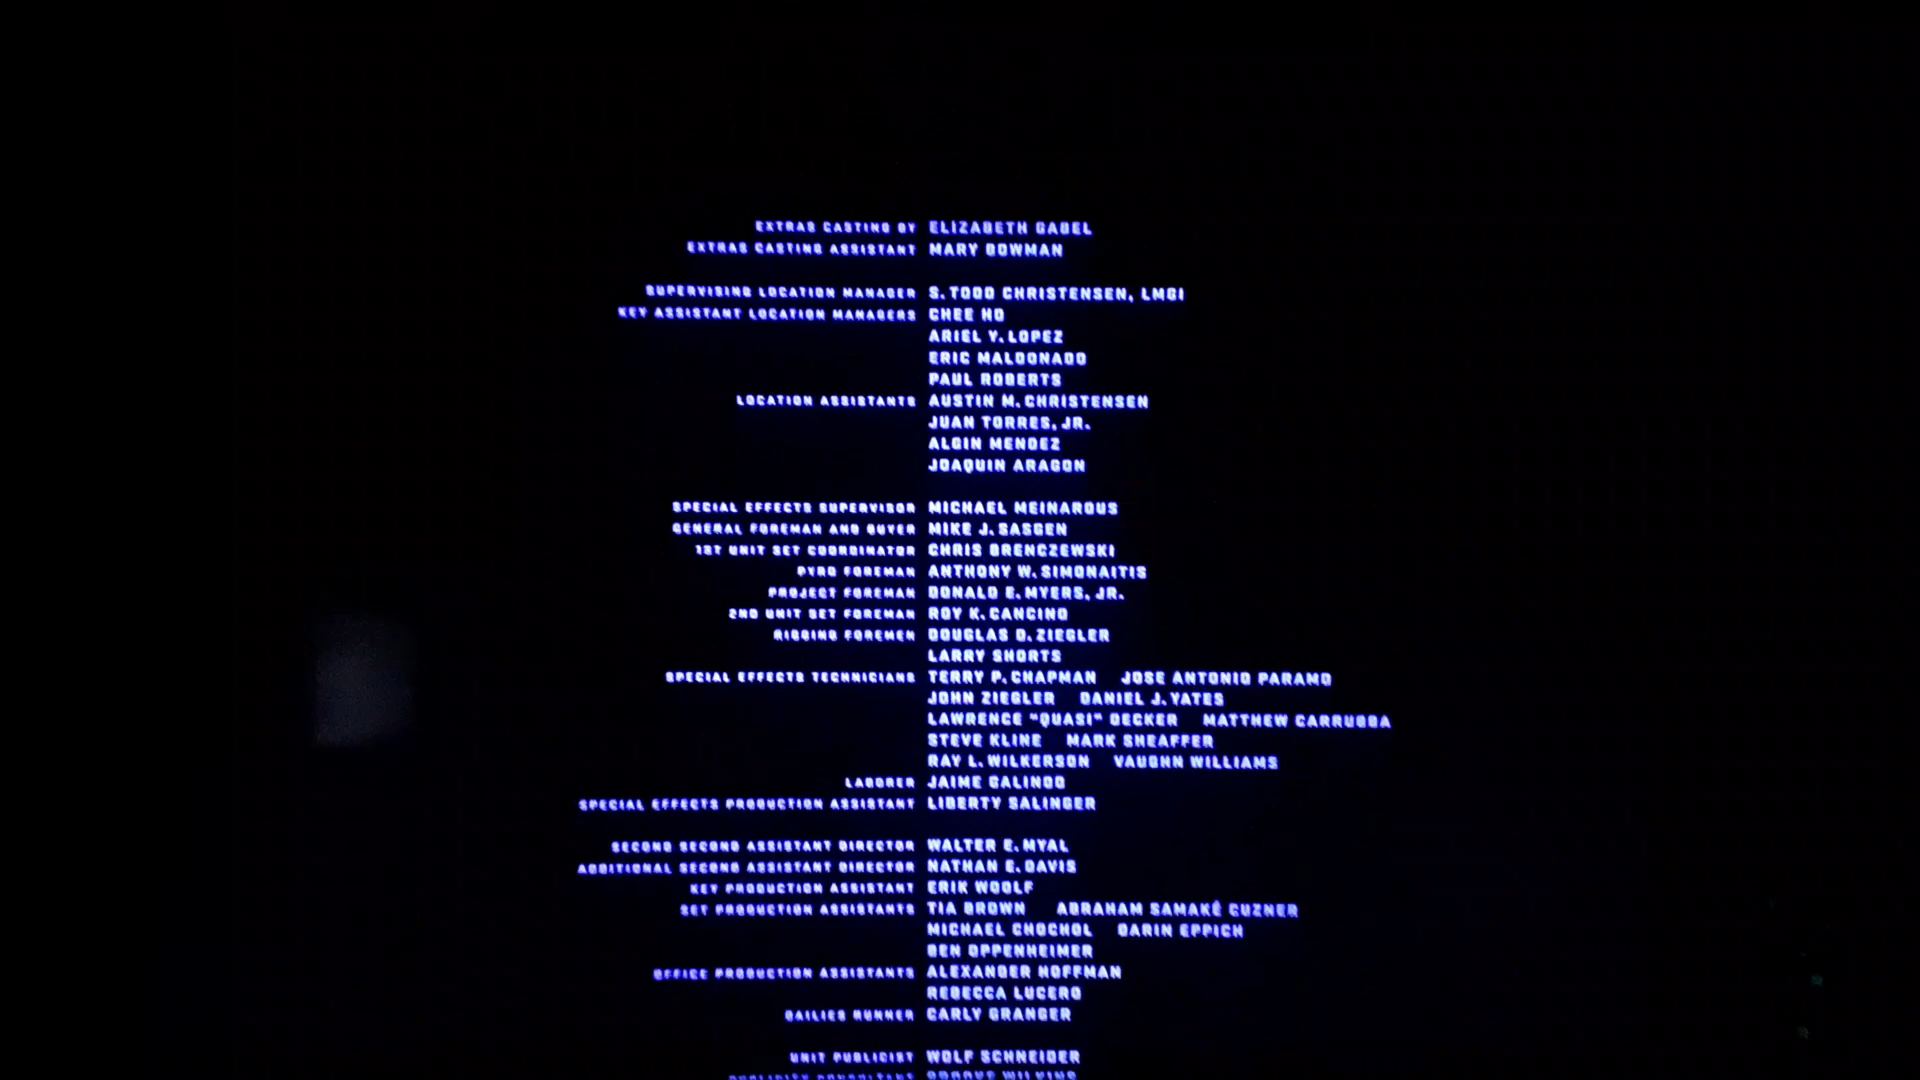 EXTRAS CASTING BY ELIZABETH GABEL
EXTRAS CASTING ASSISTANT MARY BOWMAN
SUPERVISING LOCATION MANAGER S. TODD CHRISTENSEN, LMGI
KEY ASSISTANT LOCATION MANAGERS CHEE HO
ARIEL Y. LOPEZ
ERIC MALDONADO
PAUL ROBERTS
LOCATION ASSISTANTS AUSTIN M. CHRISTENSEN
JUAN TORRES, JR.
ALGIN MENDEZ
JOAQUIN ARAGON
SPECIAL EFFECTS SUPERVISOR MICHAEL MEINARDUS
GENERAL FOREMAN AND BUYER MIKE J. SASGEN
1ST UNIT SET COORDINATOR CHRIS BRENCZEWSKI
PYRO FOREMAN ANTHONY W. SIMONAITIS
PROJECT FOREMAN DONALD E. MYERS, JR.
2ND UNIT SET FOREMAN ROY K. CANCINO
RIGGING FOREMEN DOUGLAS D. ZIEGLER
LARRY SHORTS
SPECIAL EFFECTS TECHNICIANS TERRY P. CHAPMAN JOSE ANTONIO PARAMO
JOHN ZIEGLER DANIEL J. YATES
LAWRENCE "QUASI" DECKER MATTHEW CARRUBBA
STEVE KLINE MARK SHEAFFER
RAY L. WILKERSON VAUGHN WILLIAMS
LABORER JAIME GALINDO
SPECIAL EFFECTS PRODUCTION ASSISTANT LIBERTY SALINGER
SECOND SECOND ASSISTANT DIRECTOR WALTER E. MYAL
ADDITIONAL SECOND ASSISTANT DIRECTOR NATHAN E. DAVIS
KEY PRODUCTION ASSISTANT ERIK WOOLF
SET PRODUCTION ASSISTANTS TIA BROWN ABRAHAM SAMAKÉ CUZNER
MICHAEL CHOCHOL DARIN EPPICH
BEN OPPENHEIMER
OFFICE PRODUCTION ASSISTANTS ALEXANDER HOFFMAN
REBECCA LUCERO
DAILIES RUNNER CARLY GRANGER
UNIT PUBLICIST WOLF SCHNEIDER